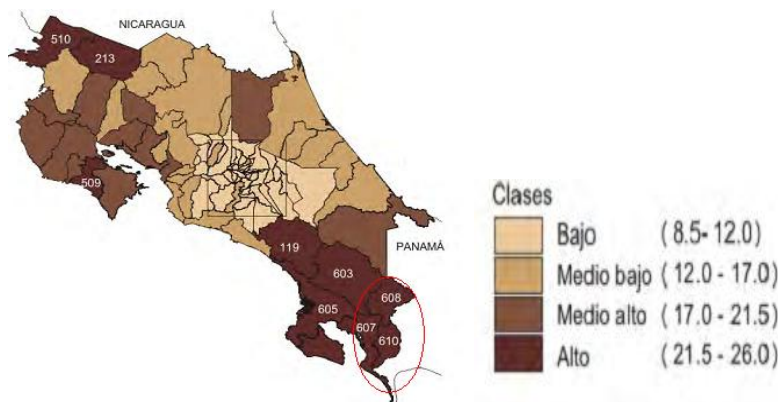 NICARAGUA
510
213
509
119
PANAMÁ
603
608
605
607
610
Clases
Bajo ( 8.5- 12.0)
Medio bajo ( 12.0 - 17.0)
Medio alto ( 17.0 - 21.5)
Alto (21.5 - 26.0)